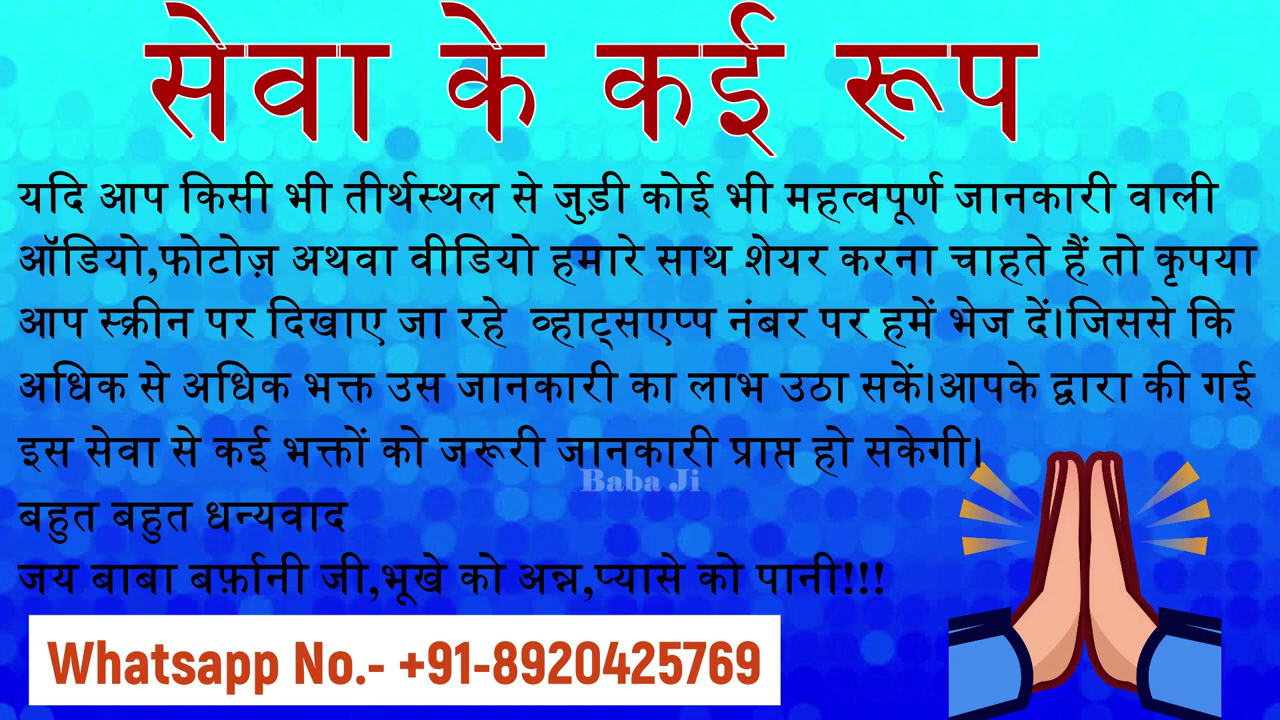 सेवा के कई रूप
यदि आप किसी भी तीर्थस्थल से जुड़ी कोई भी महत्वपूर्ण जानकारी वाली
ऑडियो,फोटोज़ अथवा वीडियो हमारे साथ शेयर करना चाहते हैं तो कृपया
आप स्क्रीन पर दिखाए जा रहे व्हाट्सएप्प नंबर पर हमें भेज दें।जिससे कि
अधिक से अधिक भक्त उस जानकारी का लाभ उठा सकें।आपके द्वारा की गई
इस सेवा से कई भक्तों को जरूरी जानकारी प्राप्त हो सकेगी।
Baba Ji
बहुत बहुत धन्यवाद
जय बाबा बर्फ़ानी जी,भूखे को अन्न,प्यासे को पानी!!!
Whatsapp No.- +91-8920425769